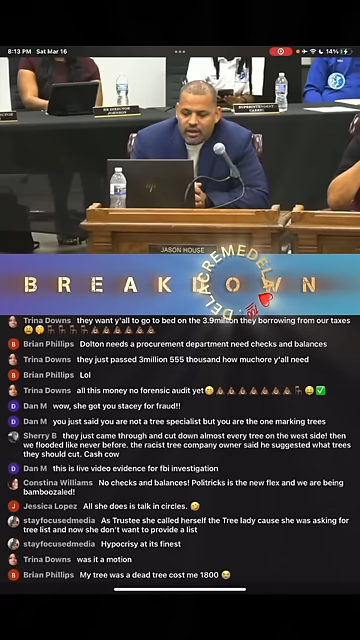 8:13 PM Sat Mar 16
14%
DIRECTOR
JOHNSON
SUPERINTENDENT
JASON HOUSE
BREAKDOWN
Trina Downs they want y'all to go to bed on the 3.9million they borrowing from our taxes
😄🤭🪑🪑🪑💩💩💩💩💩💩
Brian Phillips Dolton needs a procurement department need checks and balances
Trina Downs they just passed 3million 555 thousand how muchore y'all need
Brian Phillips Lol
Trina Downs all this money no forensic audit yet
Dan M wow, she got you stacey for fraud!!
Dan M you just said you are not a tree specialist but you are the one marking trees
Sherry B they just came through and cut down almost every tree on the west side! then
we flooded like never before. the racist tree company owner said he suggested what trees
they should cut. Cash cow
Dan M this is live video evidence for fbi investigation
Constina Williams No checks and balances! Politricks is the new flex and we are being
bamboozaled!
Jessica Lopez All she does is talk in circles. 🤣
stayfocusedmedia As Trustee she called herself the Tree lady cause she was asking for
tree list and now she don't want to provide a list
stayfocusedmedia Hypocrisy at its finest
Trina Downs was it a motion
Brian Phillips My tree was a dead tree cost me 1800 😂